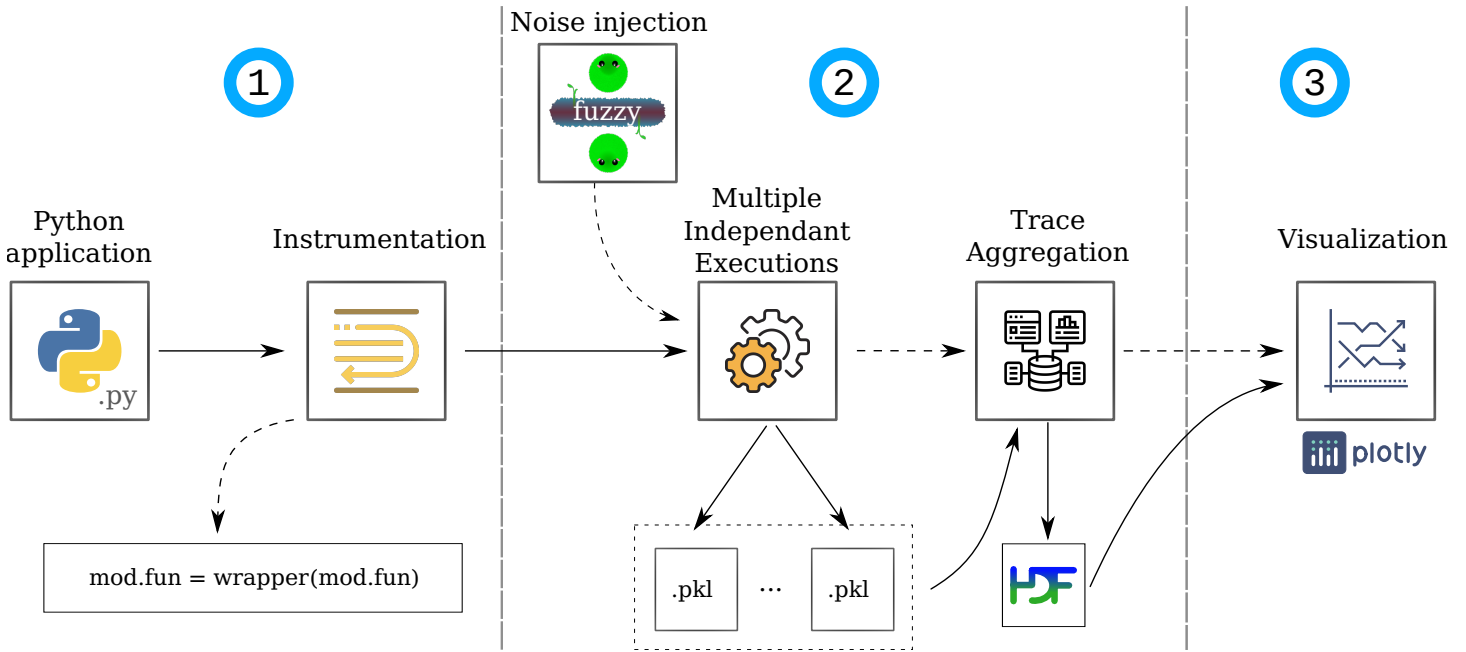 1
Python
application
.py
Instrumentation
mod.fun = wrapper(mod.fun)
Noise injection
fuzzy
2
Multiple
Independant
Executions
.pkl ... .pkl
Trace
Aggregation
HDF
3
Visualization
plotly